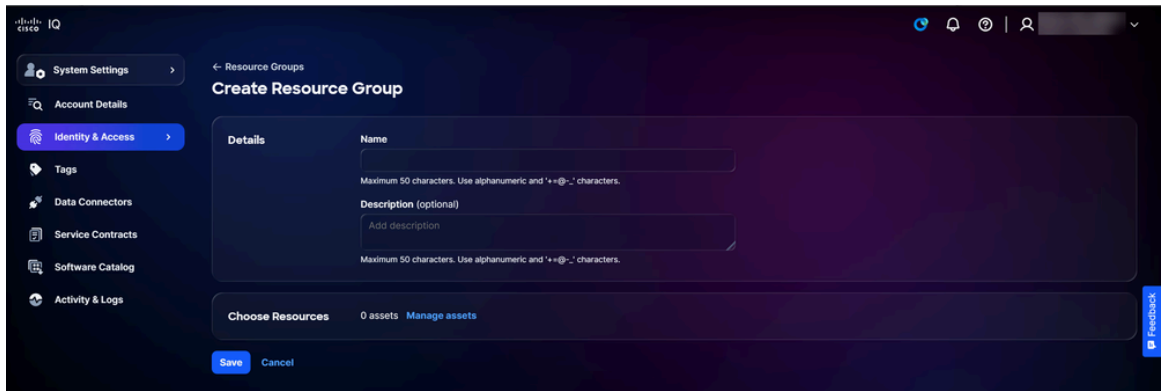 cisco IQ
System Settings
← Resource Groups
Create Resource Group
Account Details
Identity & Access
Tags
Data Connectors
Service Contracts
Software Catalog
Activity & Logs
Details
Name
Maximum 50 characters. Use alphanumeric and '+=@-_' characters.
Description (optional)
Add description
Maximum 50 characters. Use alphanumeric and '+=@-_' characters.
Choose Resources
0 assets Manage assets
Save Cancel
Feedback